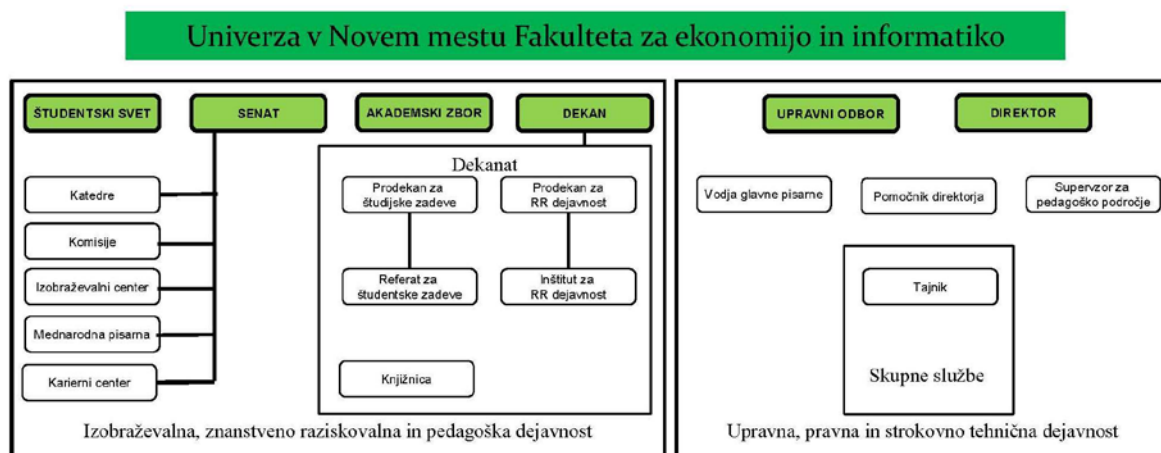 Univerza v Novem mestu Fakulteta za ekonomijo in informatiko
ŠTUDENTSKI SVET
SENAT
AKADEMSKI ZBOR
DEKAN
Katedre
Komisije
Izobraževalni center
Mednarodna pisarna
Karierni center
Dekanat
Prodekan za
študijske zadeve
Prodekan za
RR dejavnost
Referat za
študentske zadeve
Inštitut za
RR dejavnost
Knjižnica
Izobraževalna, znanstveno raziskovalna in pedagoška dejavnost
UPRAVNI ODBOR
DIREKTOR
Vodja glavne pisarne
Pomočnik direktorja
Supervzor za
pedagoško področje
Tajnik
Skupne službe
Upravna, pravna in strokovno tehnična dejavnost